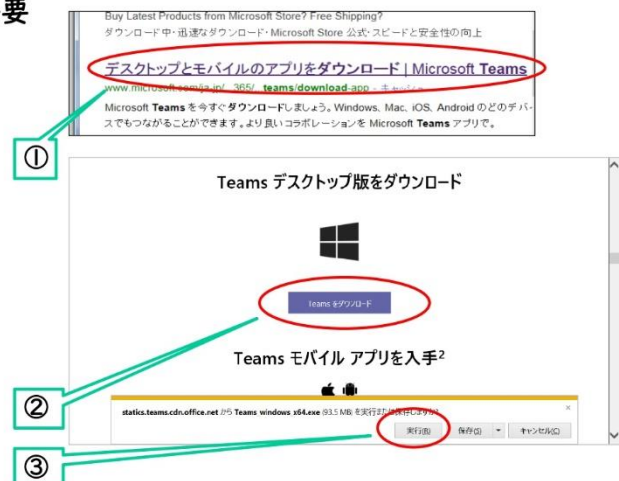 要
Buy Latest Products from Microsoft Store? Free Shipping?
ダウンロード中・迅速なダウンロード・Microsoft Store 公式・スピードと安全性の向上
デスクトップとモバイルのアプリをダウンロード | Microsoft Teams
www.microsoft.com/ja-jp/...365/...teams/download-app - キャッシュ
Microsoft Teams を今すぐダウンロードしましょう。Windows、Mac、iOS、Android のどのデバ・
スでもつながることができます。より良いコラボレーションを Microsoft Teams アプリで。
①
Teams デスクトップ版をダウンロード
Teams をダウンロード
Teams モバイル アプリを入手2
②
statics.teams.cdn.office.net から Teams_windows_x64.exe (93.5 MB) を実行または保存しますか?
×
実行(R) 保存(S) キャンセル(C)
③